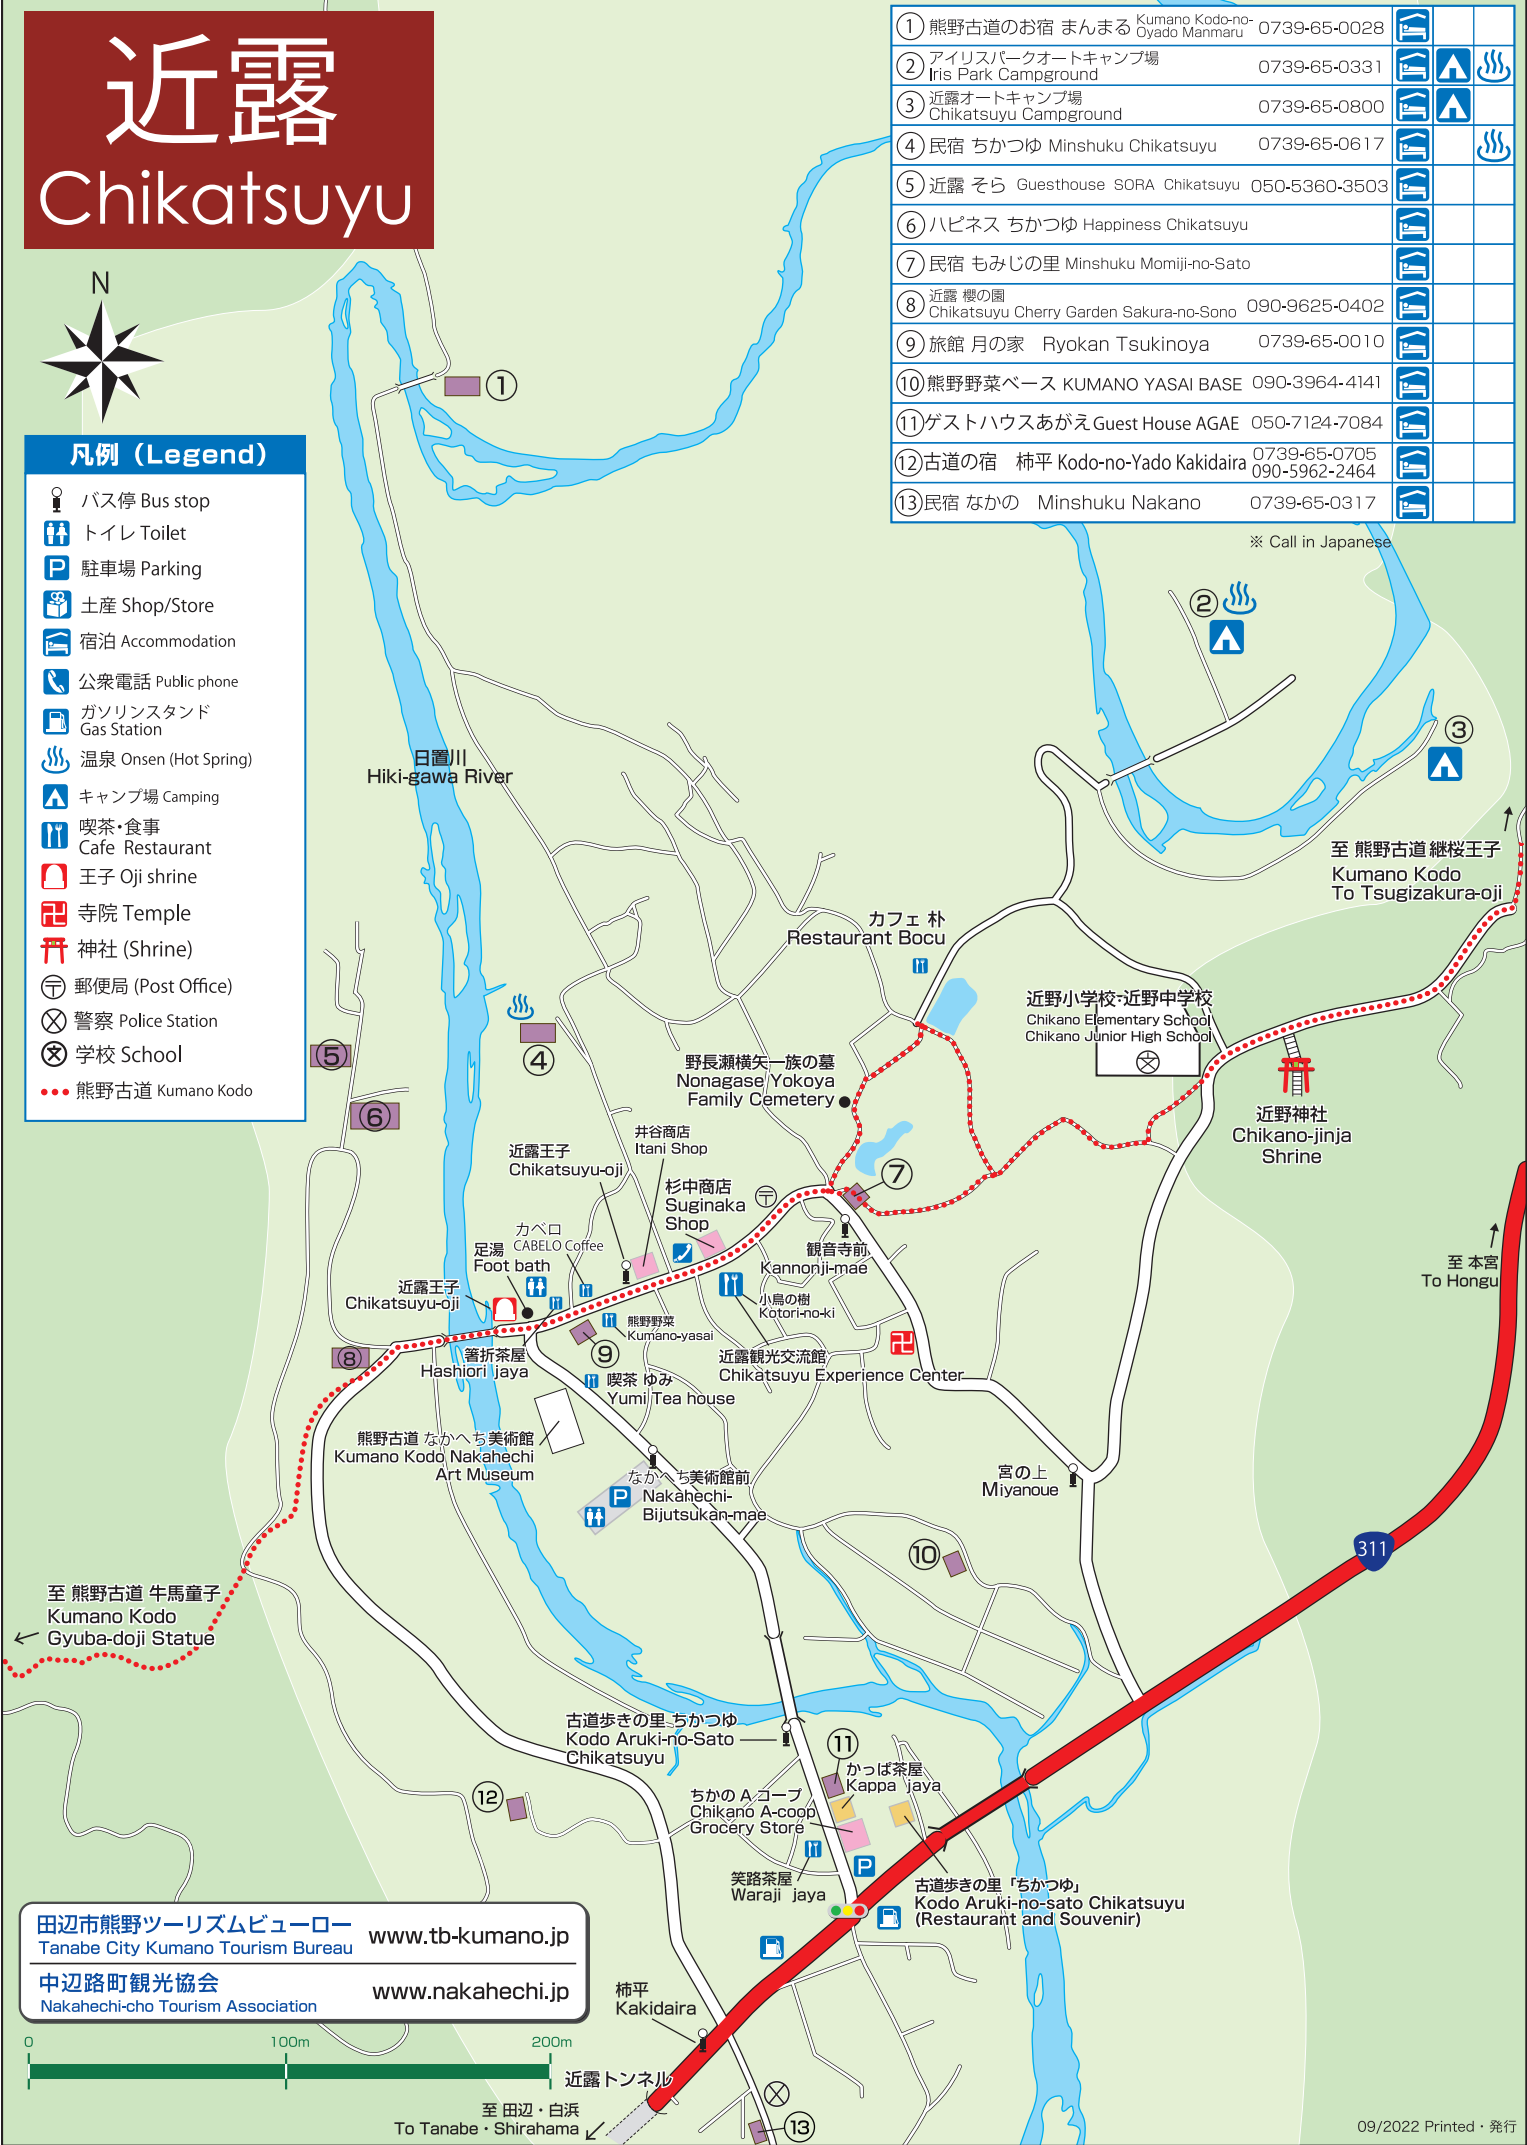 近露
Chikatsuyu
N
① 熊野古道のお宿 まんまる Kumano Kodo-no-Oyado Manmaru 0739-65-0028
② アイリスパークオートキャンプ場 Iris Park Campground 0739-65-0331
③ 近露オートキャンプ場 Chikatsuyu Campground 0739-65-0800
④ 民宿 ちかつゆ Minshuku Chikatsuyu 0739-65-0617
⑤ 近露 そら Guesthouse SORA Chikatsuyu 050-5360-3503
⑥ ハピネス ちかつゆ Happiness Chikatsuyu
⑦ 民宿 もみじの里 Minshuku Momiji-no-Sato
⑧ 近露 櫻の園 Chikatsuyu Cherry Garden Sakura-no-Sono 090-9625-0402
⑨ 旅館 月の家 Ryokan Tsukinoya 0739-65-0010
⑩ 熊野野菜ベース KUMANO YASAI BASE 090-3964-4141
⑪ ゲストハウスあがえ Guest House AGAE 050-7124-7084
⑫ 古道の宿 柿平 Kodo-no-Yado Kakidaira 0739-65-0705
090-5962-2464
⑬ 民宿 なかの Minshuku Nakano 0739-65-0317
※ Call in Japanese
凡例 (Legend)
バス停 Bus stop
トイレ Toilet
P 駐車場 Parking
土産 Shop/Store
宿泊 Accommodation
公衆電話 Public phone
ガソリンスタンド
Gas Station
温泉 Onsen (Hot Spring)
キャンプ場 Camping
喫茶・食事
Cafe Restaurant
王子 Oji shrine
卍 寺院 Temple
神社 (Shrine)
〒 郵便局 (Post Office)
警察 Police Station
文 学校 School
熊野古道 Kumano Kodo
①
②
③
日置川
Hiki-gawa River
至 熊野古道 継桜王子
Kumano Kodo
To Tsugizakura-oji
カフェ 朴
Restaurant Bocu
近野小学校・近野中学校
Chikano Elementary School
Chikano Junior High School
文
④
⑤
⑥
野長瀬横矢一族の墓
Nonagase Yokoya
Family Cemetery
近野神社
Chikano-jinja
Shrine
井谷商店
Itani Shop
近露王子
Chikatsuyu-oji
杉中商店
Suginaka
Shop
〒
⑦
カベロ
CABELO Coffee
足湯
Foot bath
観音寺前
Kannonji-mae
至 本宮
To Hongu
近露王子
Chikatsuyu-oji
小鳥の樹
Kotori-no-ki
熊野野菜
Kumano-yasai
⑧
箸折茶屋
Hashiori jaya
⑨
近露観光交流館
Chikatsuyu Experience Center
卍
喫茶 ゆみ
Yumi Tea house
熊野古道 なかへち美術館
Kumano Kodo Nakahechi
Art Museum
なかへち美術館前
Nakahechi-
Bijutsukan-mae
P
宮の上
Miyanoue
⑩
311
至 熊野古道 牛馬童子
Kumano Kodo
Gyuba-doji Statue
古道歩きの里 ちかつゆ
Kodo Aruki-no-Sato
Chikatsuyu
⑪
かっぱ茶屋
Kappa jaya
⑫
ちかの A コープ
Chikano A-coop
Grocery Store
P
笑路茶屋
Waraji jaya
古道歩きの里「ちかつゆ」
Kodo Aruki-no-sato Chikatsuyu
(Restaurant and Souvenir)
田辺市熊野ツーリズムビューロー
Tanabe City Kumano Tourism Bureau
www.tb-kumano.jp
中辺路町観光協会
Nakahechi-cho Tourism Association
www.nakahechi.jp
柿平
Kakidaira
0 100m 200m
近露トンネル
至 田辺・白浜
To Tanabe・Shirahama
⑬
09/2022 Printed・発行